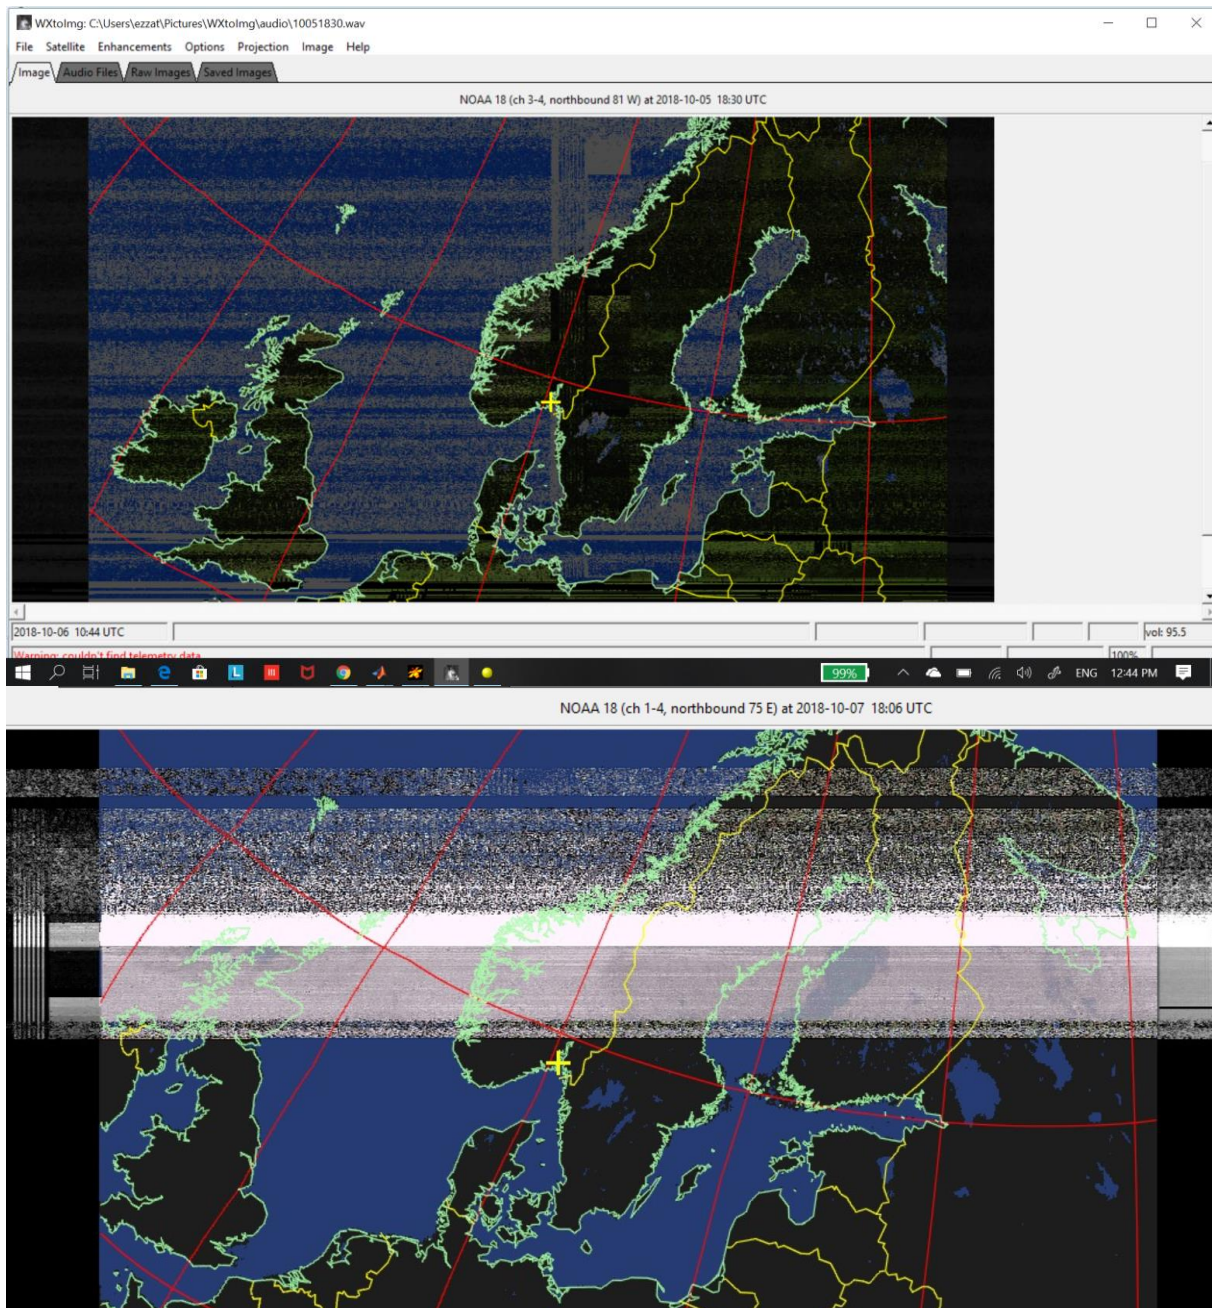 WXtoImg: C:\Users\ezzat\Pictures\WXtoImg\audio\10051830.wav
File Satellite Enhancements Options Projection Image Help
Image Audio Files Raw Images Saved Images
NOAA 18 (ch 3-4, northbound 81 W) at 2018-10-05 18:30 UTC
2018-10-06 10:44 UTC vol: 95.5
Warning: couldn't find telemetry data 100%
99% ENG 12:44 PM
NOAA 18 (ch 1-4, northbound 75 E) at 2018-10-07 18:06 UTC